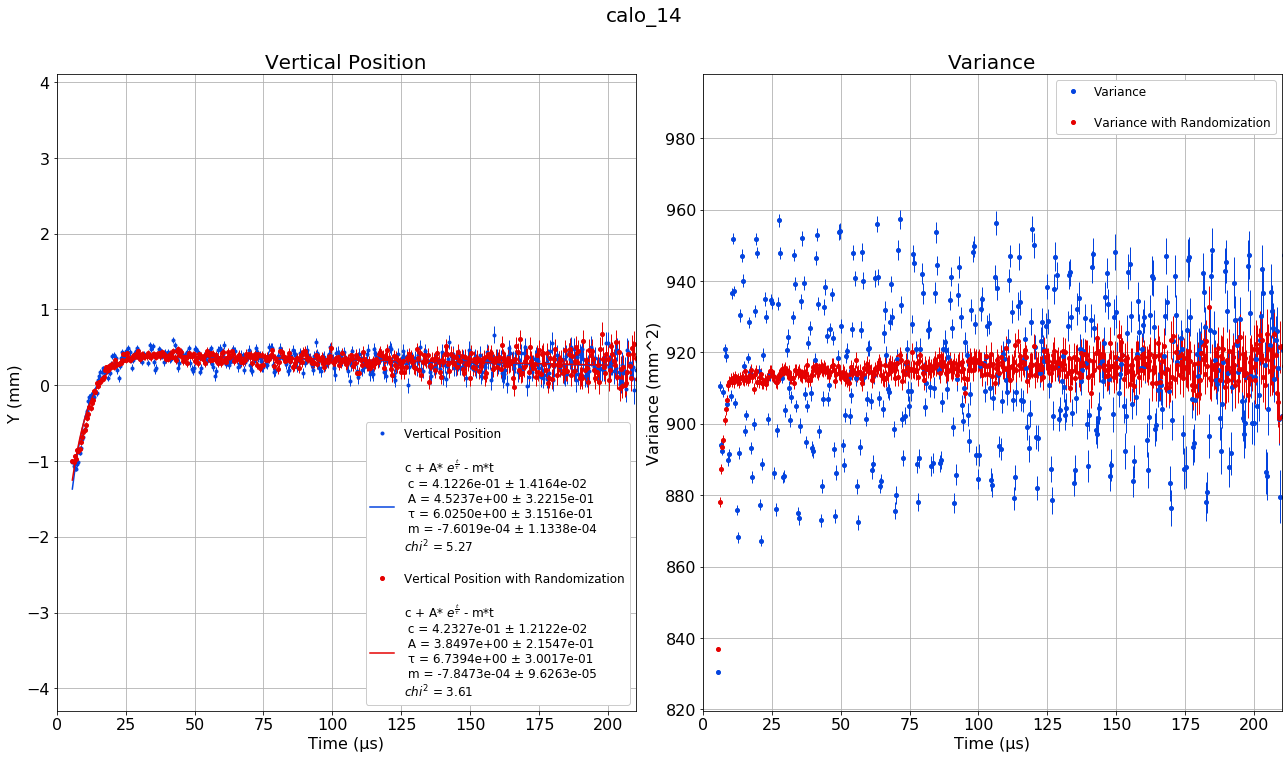 calo_14
Vertical Position
4
3
2
1
0
−1
−2
−3
−4
Y (mm)
0 25 50 75 100 125 150 175 200
Time (μs)
Vertical Position
c + A* e^{t/τ} - m*t
c = 4.1226e-01 ± 1.4164e-02
A = 4.5237e+00 ± 3.2215e-01
τ = 6.0250e+00 ± 3.1516e-01
m = -7.6019e-04 ± 1.1338e-04
chi² = 5.27
Vertical Position with Randomization
c + A* e^{t/τ} - m*t
c = 4.2327e-01 ± 1.2122e-02
A = 3.8497e+00 ± 2.1547e-01
τ = 6.7394e+00 ± 3.0017e-01
m = -7.8473e-04 ± 9.6263e-05
chi² = 3.61
Variance
980
960
940
920
900
880
860
840
820
Variance (mm^2)
0 25 50 75 100 125 150 175 200
Time (μs)
Variance
Variance with Randomization